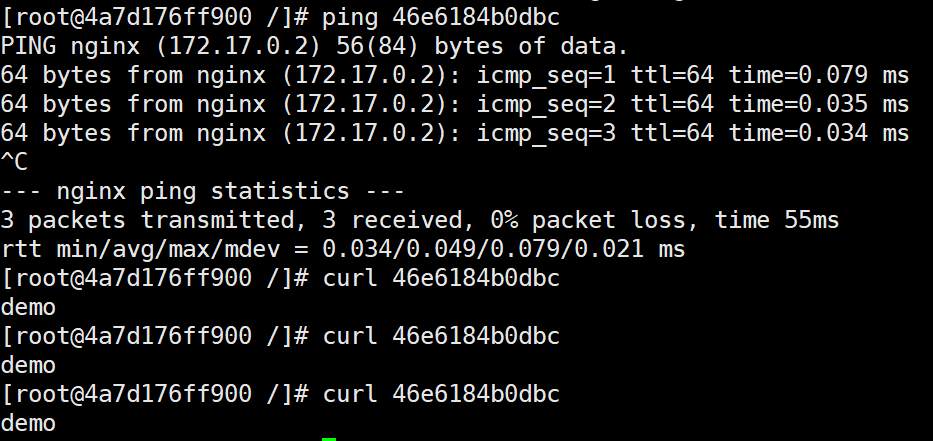 [root@4a7d176ff900 /]# ping 46e6184b0dbc
PING nginx (172.17.0.2) 56(84) bytes of data.
64 bytes from nginx (172.17.0.2): icmp_seq=1 ttl=64 time=0.079 ms
64 bytes from nginx (172.17.0.2): icmp_seq=2 ttl=64 time=0.035 ms
64 bytes from nginx (172.17.0.2): icmp_seq=3 ttl=64 time=0.034 ms
^C
--- nginx ping statistics ---
3 packets transmitted, 3 received, 0% packet loss, time 55ms
rtt min/avg/max/mdev = 0.034/0.049/0.079/0.021 ms
[root@4a7d176ff900 /]# curl 46e6184b0dbc
demo
[root@4a7d176ff900 /]# curl 46e6184b0dbc
demo
[root@4a7d176ff900 /]# curl 46e6184b0dbc
demo